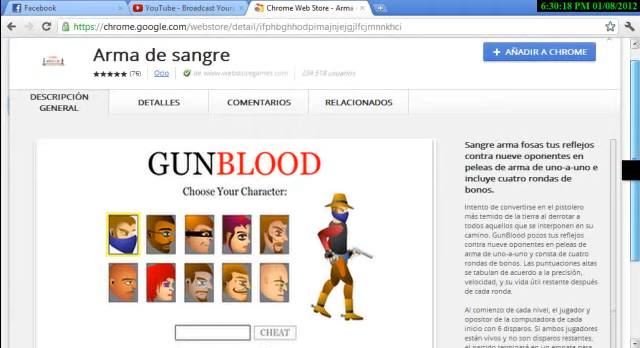 Facebook
YouTube - Broadcast Your
Chrome Web Store - Arma
6:30:18 PM 01/08/2012
https://chrome.google.com/webstore/detail/ifphbghhodpimajnjejgjlfcjmnnkhci
Arma de sangre
(76) Ocio de www.webstoregames.com 234 518 usuarios
+ AÑADIR A CHROME
DESCRIPCIÓN GENERAL
DETALLES
COMENTARIOS
RELACIONADOS
GUNBLOOD
Choose Your Character:
CHEAT
Sangre arma fosas tus reflejos
contra nueve oponentes en
peleas de arma de uno-a-uno e
incluye cuatro rondas de
bonos.
Intento de convertirse en el pistolero
más temido de la tierra al derrotar a
todos aquellos que se interponen en su
camino. GunBlood pozos tus reflejos
contra nueve oponentes en peleas de
arma de uno-a-uno y consta de cuatro
rondas de bonos. Las puntuaciones altas
se tabulan de acuerdo a la precisión,
velocidad, y su vida útil restante después
de cada ronda.
Al comienzo de cada nivel, el jugador y
opositor de la computadora de cada
inicio con 6 disparos. Si ambos jugadores
están vivos y no son disparos restantes,
el partido terminará en un empate para